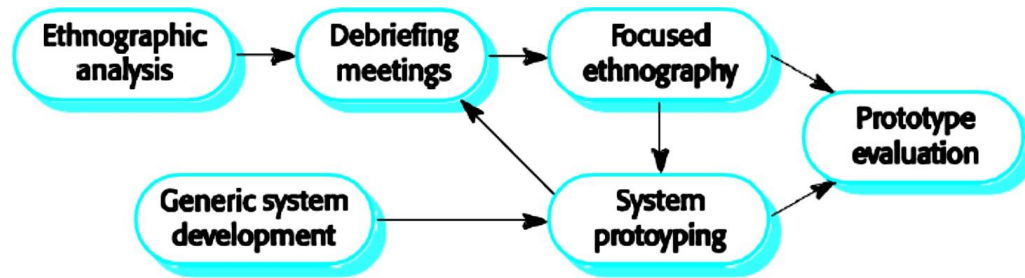 Ethnographic
analysis
Debriefing
meetings
Focused
ethnography
Prototype
evaluation
Generic system
development
System
protoyping